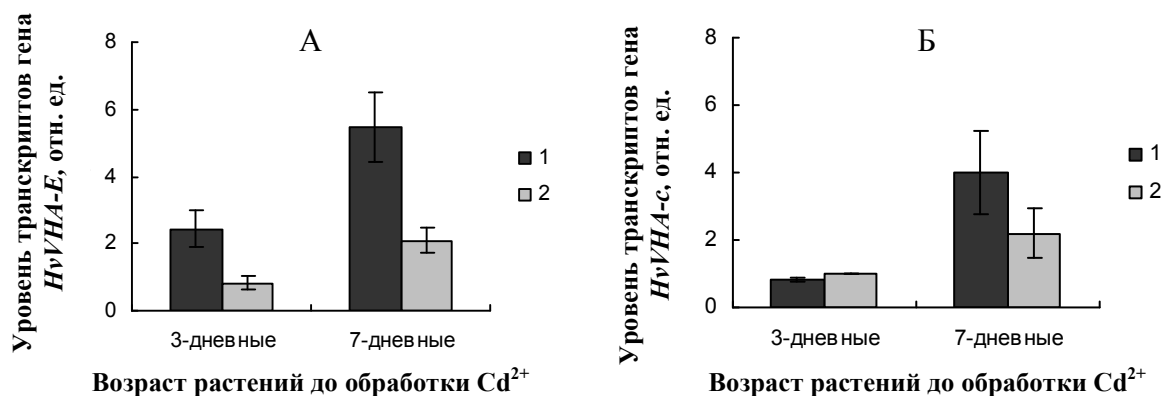 А
Уровень транскриптов гена
HvVHA-E, отн. ед.
8
6
4
2
0
3-дневные
7-дневные
1
2
Возраст растений до обработки Cd²⁺
Б
Уровень транскриптов гена
HvVHA-c, отн. ед.
8
6
4
2
0
3-дневные
7-дневные
1
2
Возраст растений до обработки Cd²⁺